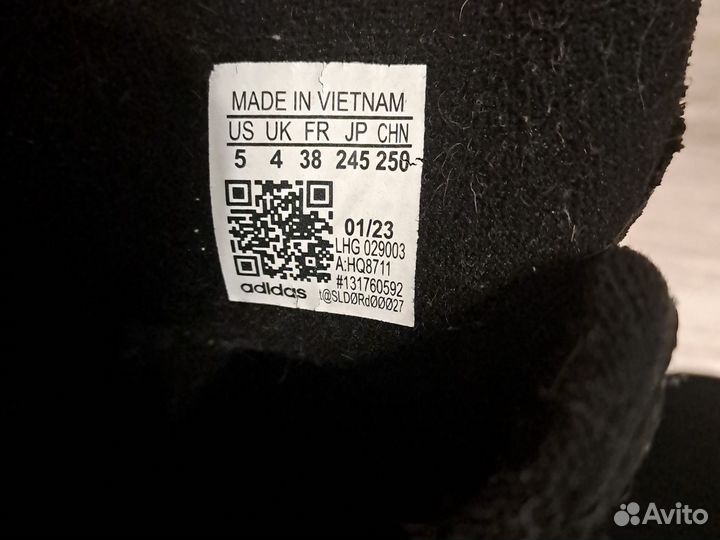 MADE IN VIETNAM
US UK FR JP CHN
5 4 38 245 250
01/23
LHG 029003
A:HQ8711
#131760592
adidas t@SLDØRdØØØ27
Avito